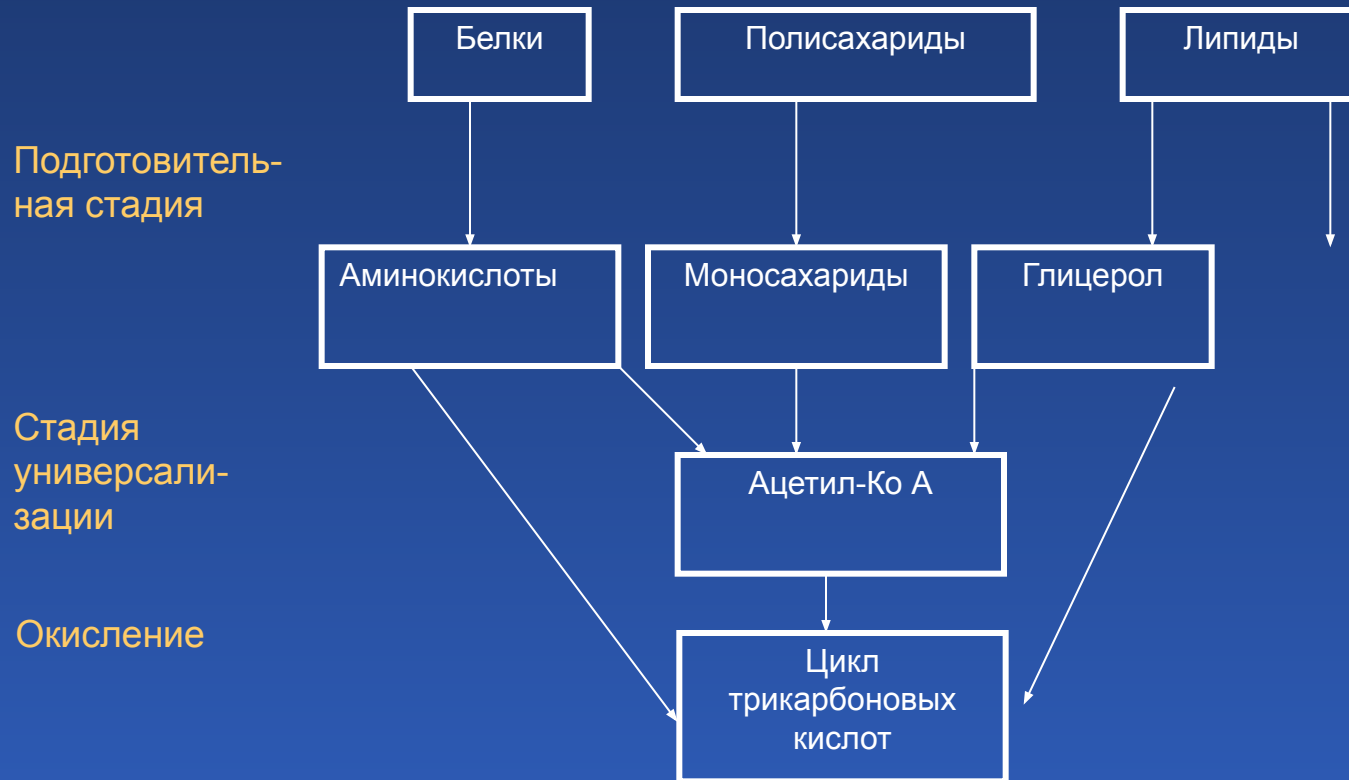 Белки
Полисахариды
Липиды
Подготовитель-
ная стадия
Аминокислоты
Моносахариды
Глицерол
Стадия
универсали-
зации
Ацетил-Ко А
Окисление
Цикл
трикарбоновых
кислот